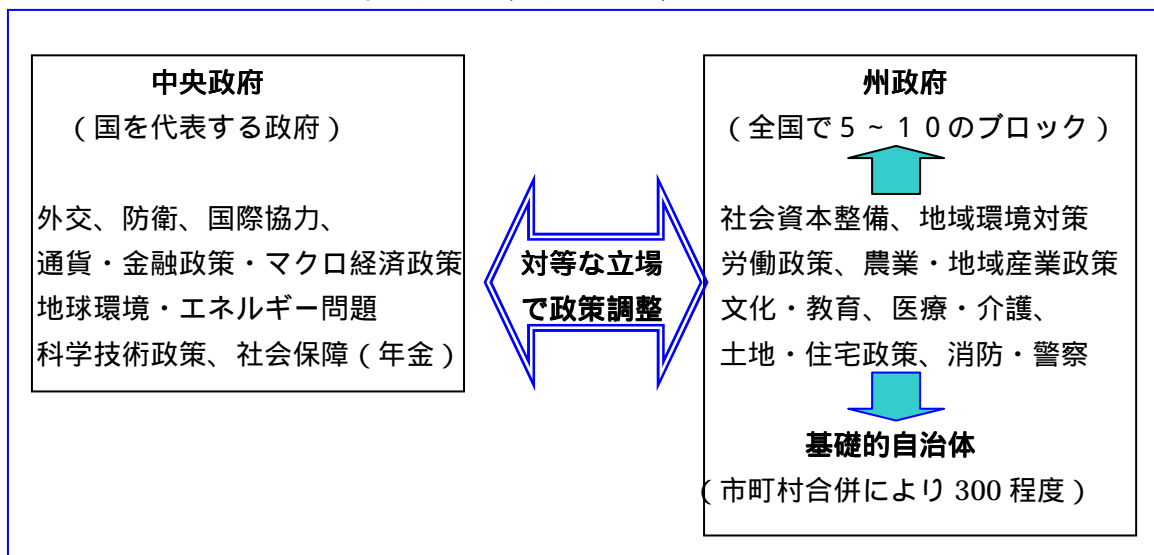 中央政府
(国を代表する政府)
外交、防衛、国際協力、
通貨・金融政策・マクロ経済政策
地球環境・エネルギー問題
科学技術政策、社会保障(年金)
対等な立場
で政策調整
州政府
(全国で5~10のブロック)
社会資本整備、地域環境対策
労働政策、農業・地域産業政策
文化・教育、医療・介護、
土地・住宅政策、消防・警察
基礎的自治体
(市町村合併により300程度)